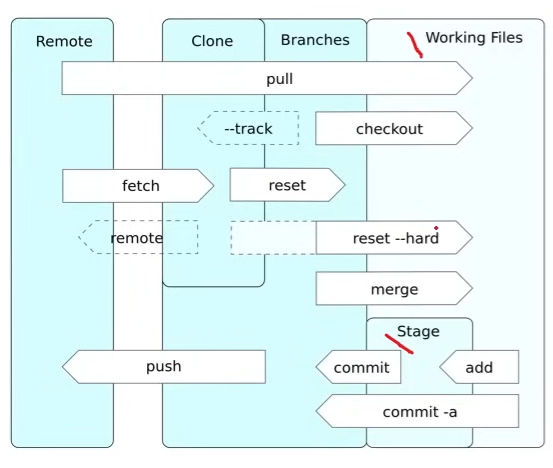 Remote
Clone
Branches
Working Files
pull
--track
checkout
fetch
reset
remote
reset --hard
merge
Stage
push
commit
add
commit -a